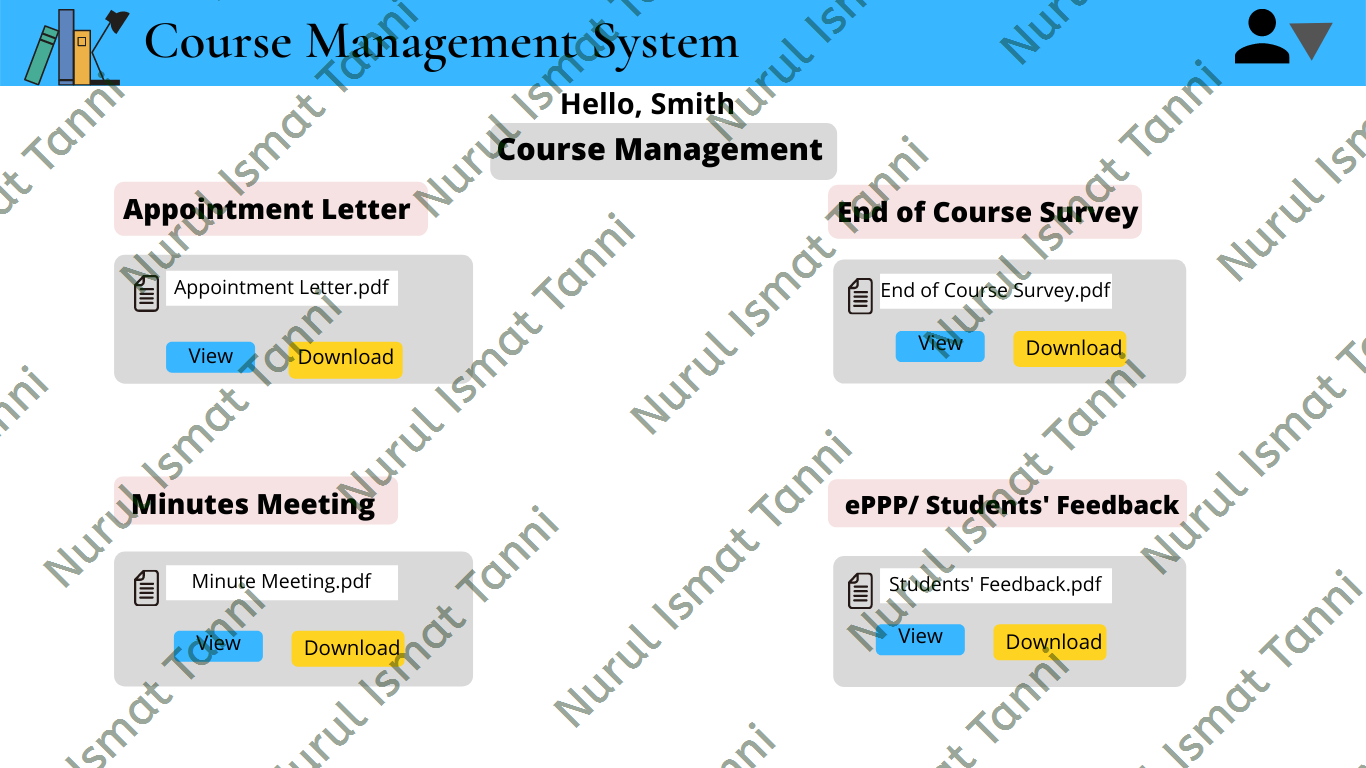 Course Management System
Hello, Smith
Course Management
Appointment Letter
Appointment Letter.pdf
View
Download
End of Course Survey
End of Course Survey.pdf
View
Download
Minutes Meeting
Minute Meeting.pdf
View
Download
ePPP/ Students' Feedback
Students' Feedback.pdf
View
Download
Nurul Ismat Tanni